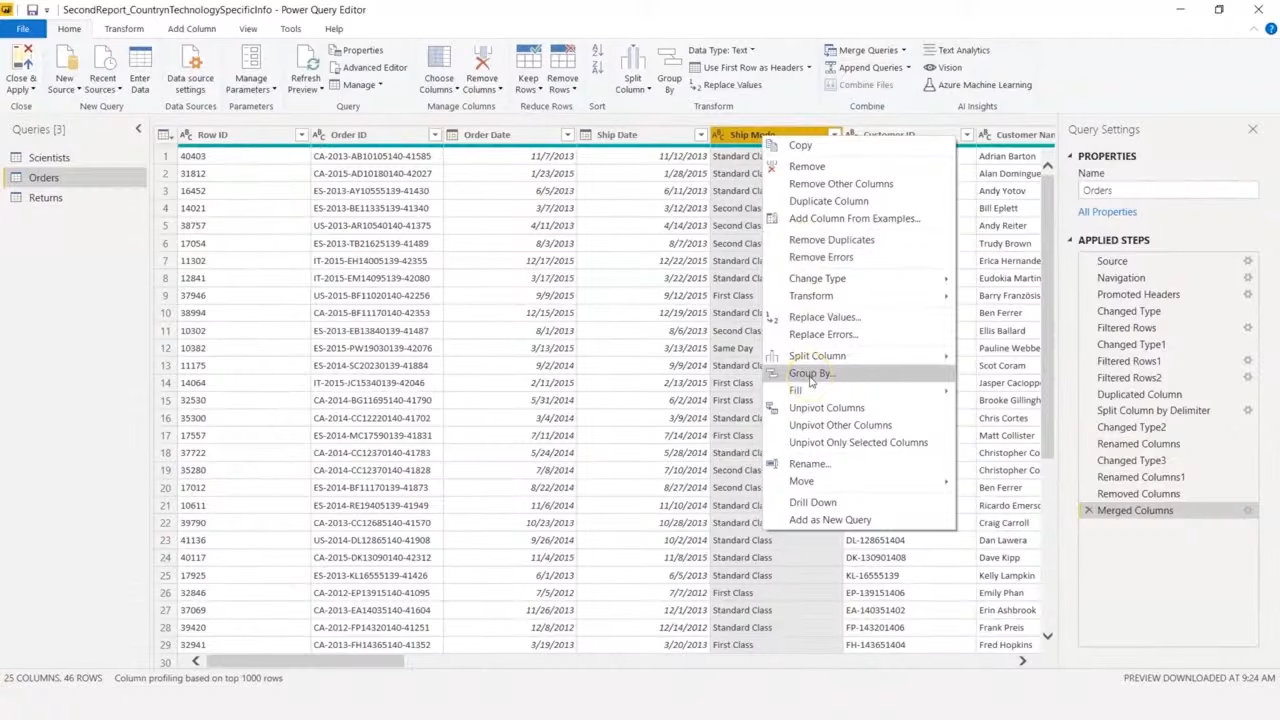 SecondReport_CountrynTechnologySpecificInfo - Power Query Editor
File Home Transform Add Column View Tools Help
Close & Apply
New Source
Recent Sources
Enter Data
Data source settings
Manage Parameters
Refresh Preview
Properties
Advanced Editor
Manage
Choose Columns
Remove Columns
Keep Rows
Remove Rows
Split Column
Group By
Data Type: Text
Use First Row as Headers
Replace Values
Merge Queries
Append Queries
Combine Files
Text Analytics
Vision
Azure Machine Learning
Close New Query Data Sources Parameters Query Manage Columns Reduce Rows Sort Transform Combine AI Insights
Queries [3]
Scientists
Orders
Returns
Row ID Order ID Order Date Ship Date Ship Mode Customer ID Customer Nam
1 40403 CA-2013-AB10105140-41585 11/7/2013 11/12/2013 Standard Cla Adrian Barton
2 31812 CA-2015-AD10180140-42027 1/23/2015 1/28/2015 Standard Cla Alan Domingue
3 16452 ES-2013-AY10555139-41430 6/5/2013 6/11/2013 Standard Cla Andy Yotov
4 14021 ES-2013-BE11335139-41340 3/7/2013 3/12/2013 Second Class Bill Eplett
5 38757 US-2013-AR10540140-41375 4/11/2013 4/14/2013 Second Class Andy Reiter
6 17054 ES-2013-TB21625139-41489 8/3/2013 8/7/2013 Second Class Trudy Brown
7 11302 IT-2015-EH14005139-42355 12/17/2015 12/22/2015 Standard Cla Erica Hernande
8 12841 IT-2015-EM14095139-42080 3/17/2015 3/22/2015 Standard Cla Eudokia Martin
9 37946 US-2015-BF11020140-42256 9/9/2015 9/12/2015 First Class Barry Französis
10 38994 CA-2015-BF11170140-42353 12/15/2015 12/19/2015 Standard Cla Ben Ferrer
11 10302 ES-2013-EB13840139-41487 8/1/2013 8/6/2013 Second Class Ellis Ballard
12 10382 ES-2015-PW19030139-42076 3/13/2015 3/13/2015 Same Day Pauline Webbe
13 11175 ES-2014-SC20230139-41884 9/2/2014 9/9/2014 Standard Cla Scot Coram
14 14064 IT-2015-JC15340139-42046 2/11/2015 2/13/2015 First Class Jasper Caciopp
15 32530 CA-2014-BG11695140-41790 5/31/2014 6/2/2014 First Class Brooke Gillingh
16 35300 CA-2014-CC12220140-41702 3/4/2014 3/9/2014 Standard Cla Chris Cortes
17 17557 ES-2014-MC17590139-41831 7/11/2014 7/14/2014 First Class Matt Collister
18 37722 CA-2014-CC12370140-41783 5/24/2014 5/28/2014 Standard Cla Christopher Co
19 35280 CA-2014-CC12370140-41828 7/8/2014 7/10/2014 Second Class Christopher Co
20 17012 ES-2014-BF11170139-41873 8/22/2014 8/27/2014 Second Class Ben Ferrer
21 10611 ES-2014-RE19405139-41949 11/6/2014 11/10/2014 Standard Cla Ricardo Emerso
22 39790 CA-2013-CC12685140-41570 10/23/2013 10/28/2013 Standard Cla Craig Carroll
23 41136 US-2014-DL12865140-41908 9/26/2014 10/2/2014 Standard Class DL-128651404 Dan Lawera
24 40117 CA-2015-DK13090140-42312 11/4/2015 11/8/2015 Standard Class DK-130901408 Dave Kipp
25 17925 ES-2013-KL16555139-41426 6/1/2013 6/5/2013 Standard Class KL-16555139 Kelly Lampkin
26 32846 CA-2012-EP13915140-41095 7/5/2012 7/7/2012 First Class EP-139151406 Emily Phan
27 37069 CA-2013-EA14035140-41604 11/26/2013 12/1/2013 Standard Class EA-140351402 Erin Ashbrook
28 39420 CA-2012-FP14320140-41251 12/8/2012 12/14/2012 Standard Class FP-143201406 Frank Preis
29 32941 CA-2013-FH14365140-41352 3/19/2013 3/20/2013 First Class FH-143651404 Fred Hopkins
30
Copy
Remove
Remove Other Columns
Duplicate Column
Add Column From Examples...
Remove Duplicates
Remove Errors
Change Type
Transform
Replace Values...
Replace Errors...
Split Column
Group By...
Fill
Unpivot Columns
Unpivot Other Columns
Unpivot Only Selected Columns
Rename...
Move
Drill Down
Add as New Query
Query Settings
PROPERTIES
Name
Orders
All Properties
APPLIED STEPS
Source
Navigation
Promoted Headers
Changed Type
Filtered Rows
Changed Type1
Filtered Rows1
Filtered Rows2
Duplicated Column
Split Column by Delimiter
Changed Type2
Renamed Columns
Changed Type3
Renamed Columns1
Removed Columns
Merged Columns
25 COLUMNS, 46 ROWS Column profiling based on top 1000 rows PREVIEW DOWNLOADED AT 9:24 AM